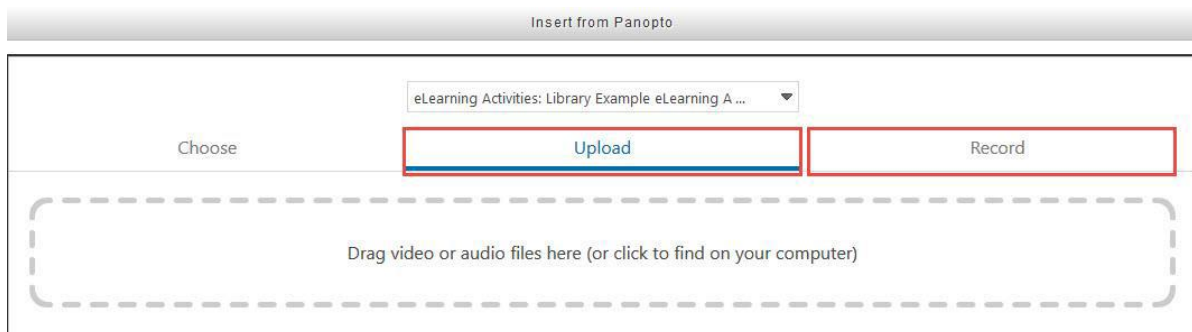 Insert from Panopto
eLearning Activities: Library Example eLearning A ...
Choose Upload Record
Drag video or audio files here (or click to find on your computer)